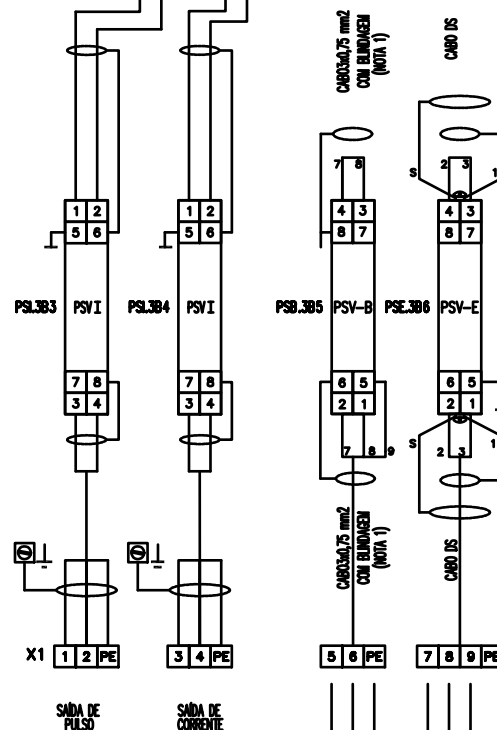 CABO3x0,75 mm2
COM BLINDAGEM
(NOTA 1)
CABO DS
7 8
2 3
S
1
1 2
5 6
1 2
5 6
4 3
8 7
4 3
8 7
PSL3B3
PSVI
PSL3B4
PSVI
PSB.3B5
PSV-B
PSE.3B6
PSV-E
7 8
3 4
7 8
3 4
6 5
2 1
6 5
2 1
7 8 9
S
2 3
1
CABO3x0,75 mm2
COM BLINDAGEM
(NOTA 1)
CABO DS
X1
1 2 PE
3 4 PE
5 6 PE
7 8 9 PE
SAÍDA DE
PULSO
SAÍDA DE
CORRENTE